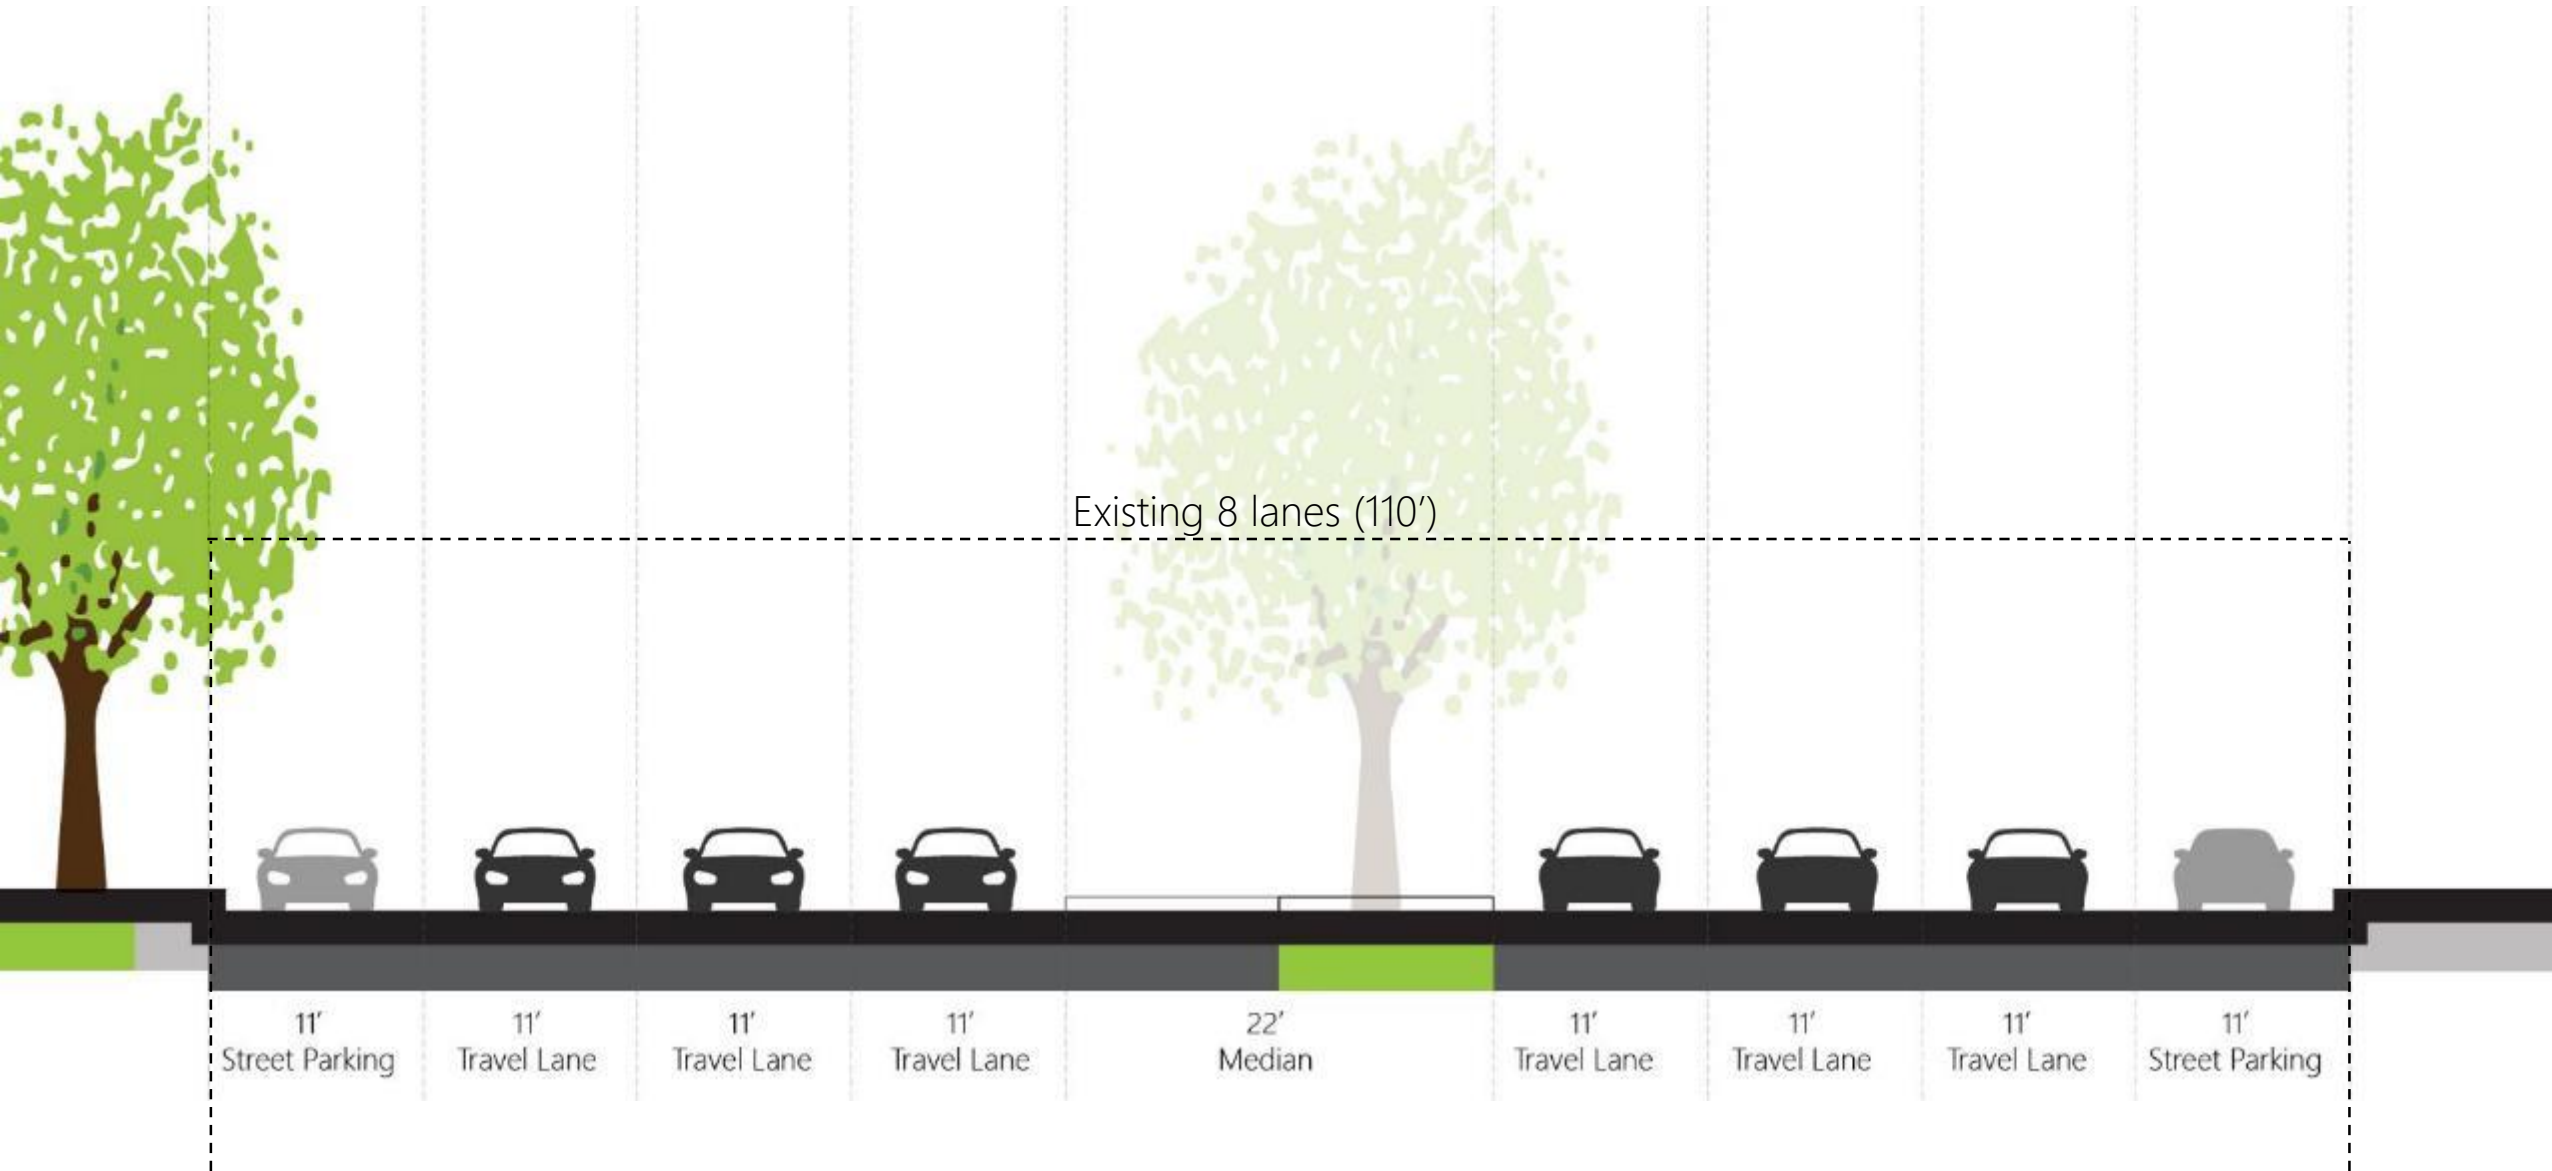 Existing 8 lanes (110’)
11’
Street Parking
11’
Travel Lane
11’
Travel Lane
11’
Travel Lane
22’
Median
11’
Travel Lane
11’
Travel Lane
11’
Travel Lane
11’
Street Parking